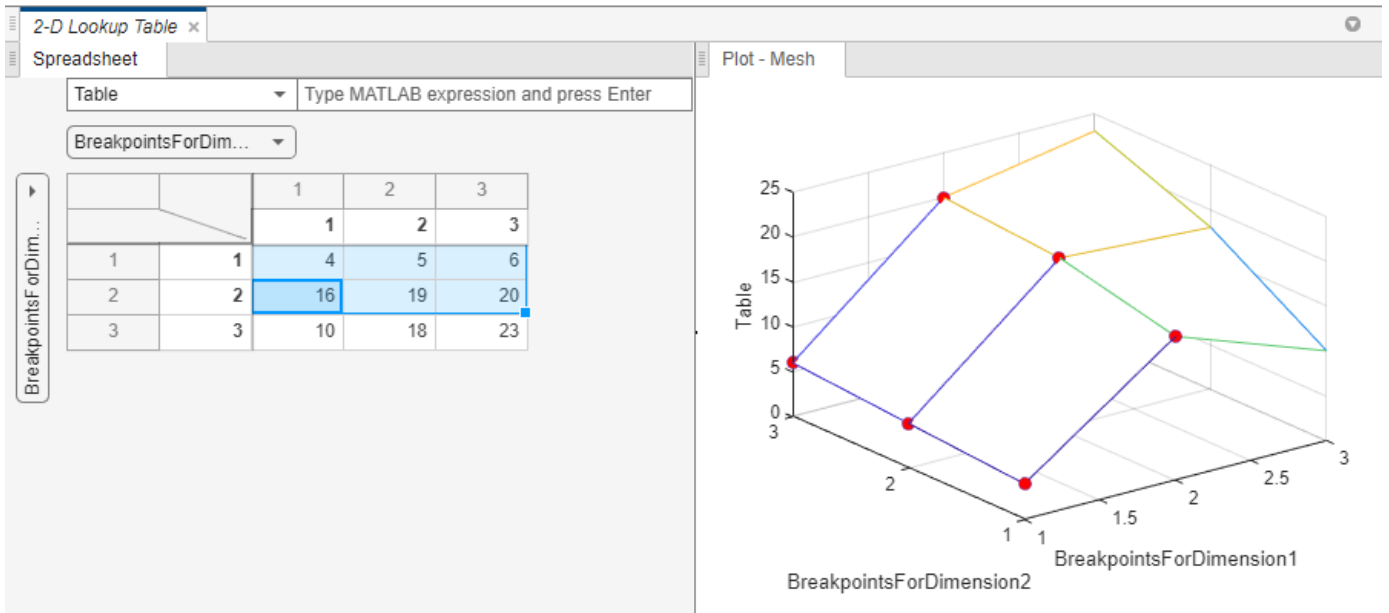 2-D Lookup Table ×
Spreadsheet
Table
Type MATLAB expression and press Enter
BreakpointsForDim...
BreakpointsForDim...
1 2 3
1 2 3
1 1 4 5 6
2 2 16 19 20
3 3 10 18 23
Plot - Mesh
25
20
15
10
5
0
Table
3
2
1
1
1.5
2
2.5
3
BreakpointsForDimension1
BreakpointsForDimension2